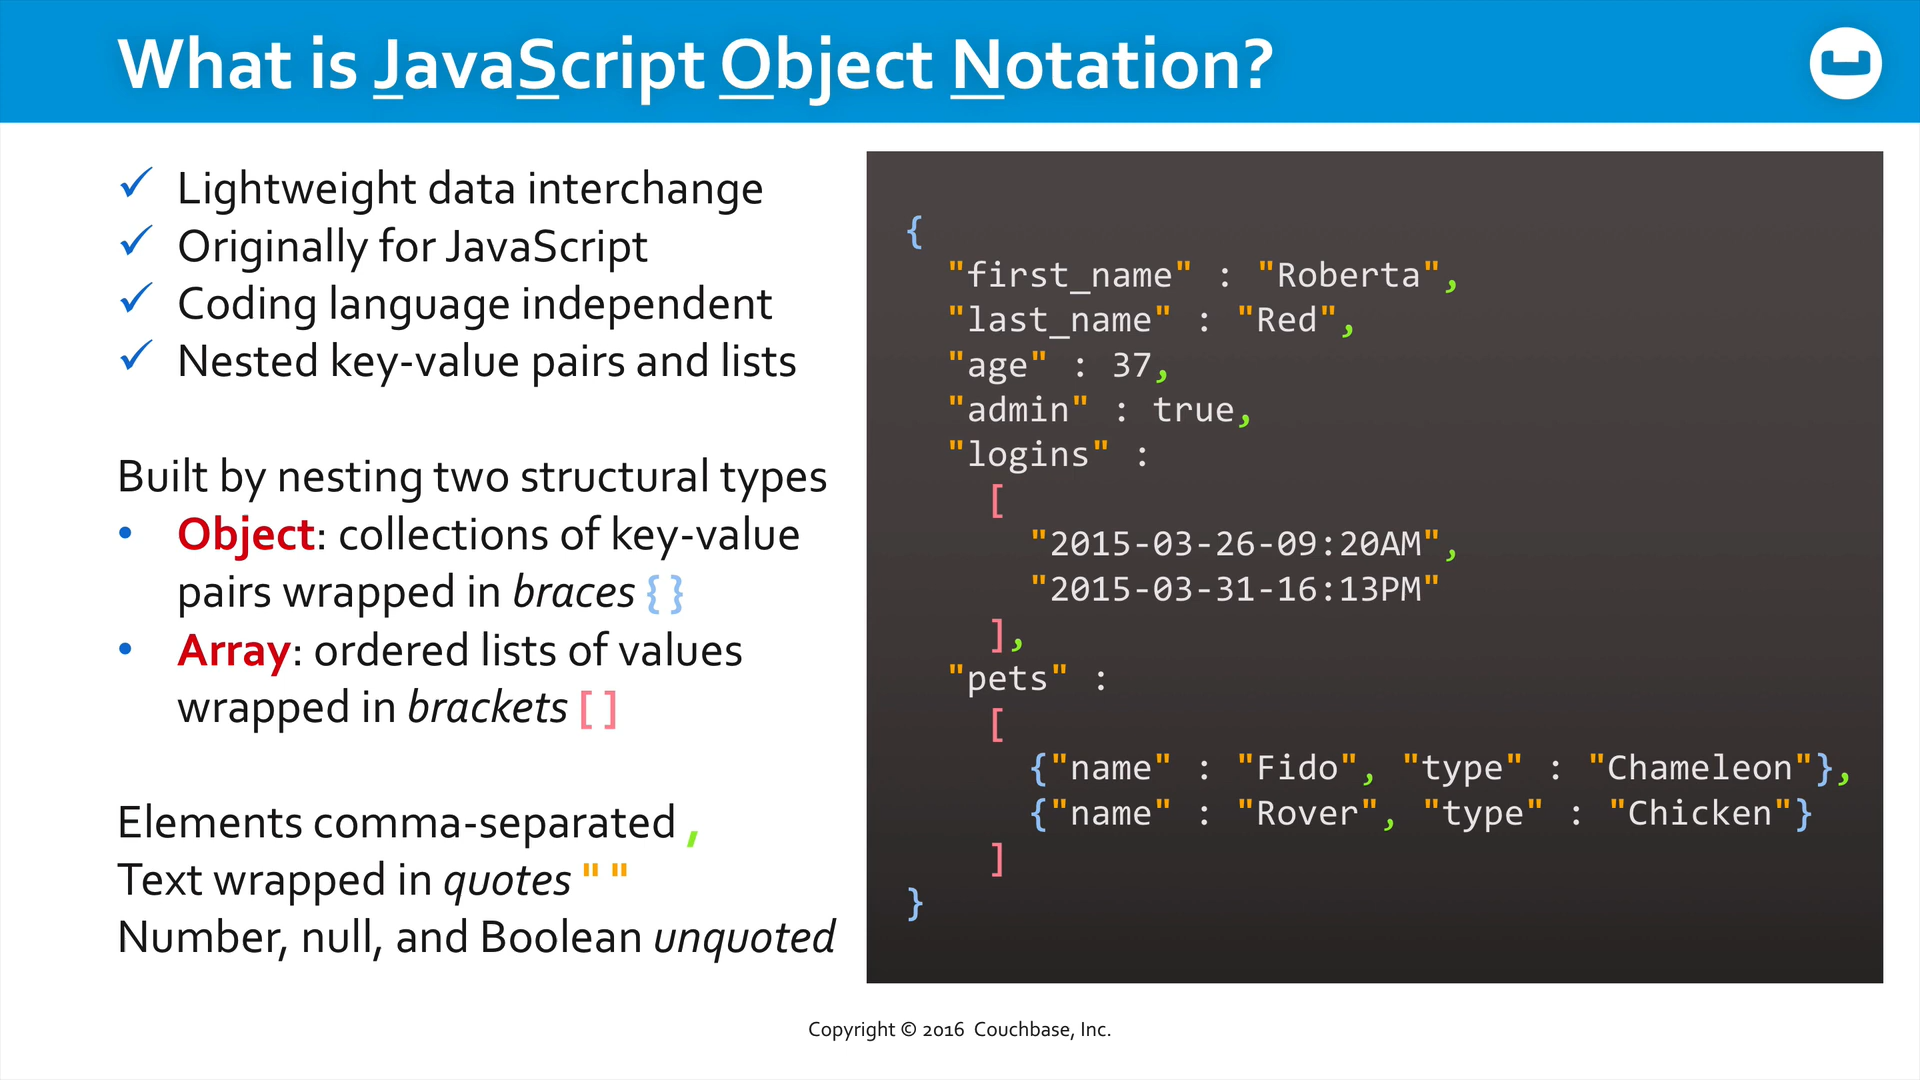 What is JavaScript Object Notation?
✓ Lightweight data interchange
✓ Originally for JavaScript
✓ Coding language independent
✓ Nested key-value pairs and lists
Built by nesting two structural types
• Object: collections of key-value
pairs wrapped in braces { }
• Array: ordered lists of values
wrapped in brackets [ ]
Elements comma-separated ,
Text wrapped in quotes " "
Number, null, and Boolean unquoted
{
  "first_name" : "Roberta",
  "last_name" : "Red",
  "age" : 37,
  "admin" : true,
  "logins" :
    [
      "2015-03-26-09:20AM",
      "2015-03-31-16:13PM"
    ],
  "pets" :
    [
      {"name" : "Fido", "type" : "Chameleon"},
      {"name" : "Rover", "type" : "Chicken"}
    ]
}
Copyright © 2016 Couchbase, Inc.